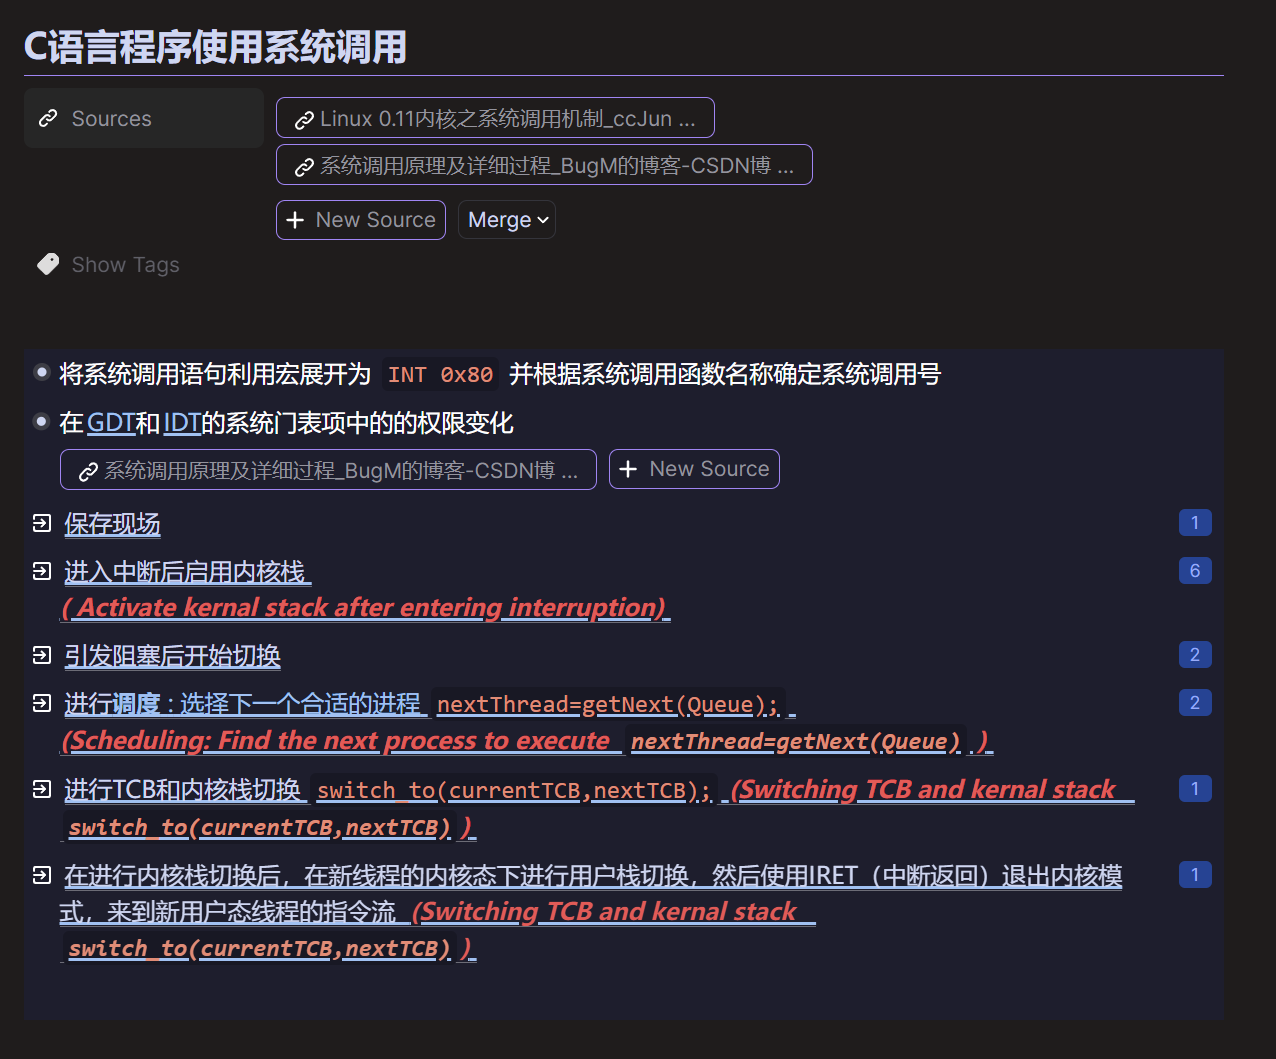 C语言程序使用系统调用
Sources
Linux 0.11内核之系统调用机制_ccJun ...
系统调用原理及详细过程_BugM的博客-CSDN博 ...
New Source Merge
Show Tags
将系统调用语句利用宏展开为 INT 0x80 并根据系统调用函数名称确定系统调用号
在GDT和IDT的系统门表项中的的权限变化
系统调用原理及详细过程_BugM的博客-CSDN博 ... New Source
保存现场 1
进入中断后启用内核栈 6
( Activate kernal stack after entering interruption)
引发阻塞后开始切换 2
进行调度 : 选择下一个合适的进程 nextThread=getNext(Queue); 2
(Scheduling: Find the next process to execute nextThread=getNext(Queue) )
进行TCB和内核栈切换 switch_to(currentTCB,nextTCB); (Switching TCB and kernal stack 1
switch_to(currentTCB,nextTCB) )
在进行内核栈切换后，在新线程的内核态下进行用户栈切换，然后使用IRET（中断返回）退出内核模 1
式，来到新用户态线程的指令流 (Switching TCB and kernal stack
switch_to(currentTCB,nextTCB) )